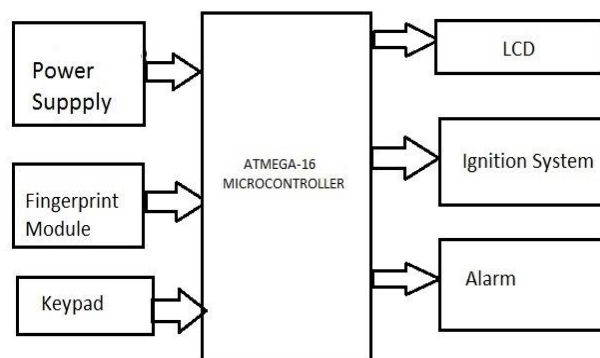 Power
Suppply
Fingerprint
Module
Keypad
ATMEGA-16
MICROCONTROLLER
LCD
Ignition System
Alarm